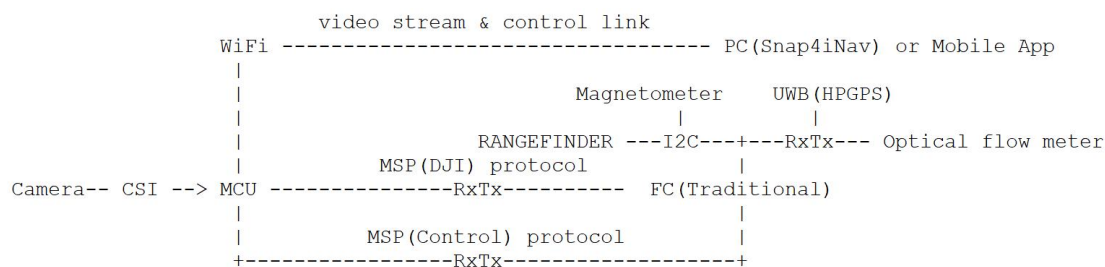 video stream & control link
WiFi ----------------------------------- PC(Snap4iNav) or Mobile App
|
| Magnetometer UWB(HPGPS)
| | |
| RANGEFINDER ---I2C---+---RxTx--- Optical flow meter
| MSP(DJI) protocol |
Camera-- CSI --> MCU ---------------RxTx---------- FC(Traditional)
| |
| MSP(Control) protocol |
+-----------------RxTx-------------------+